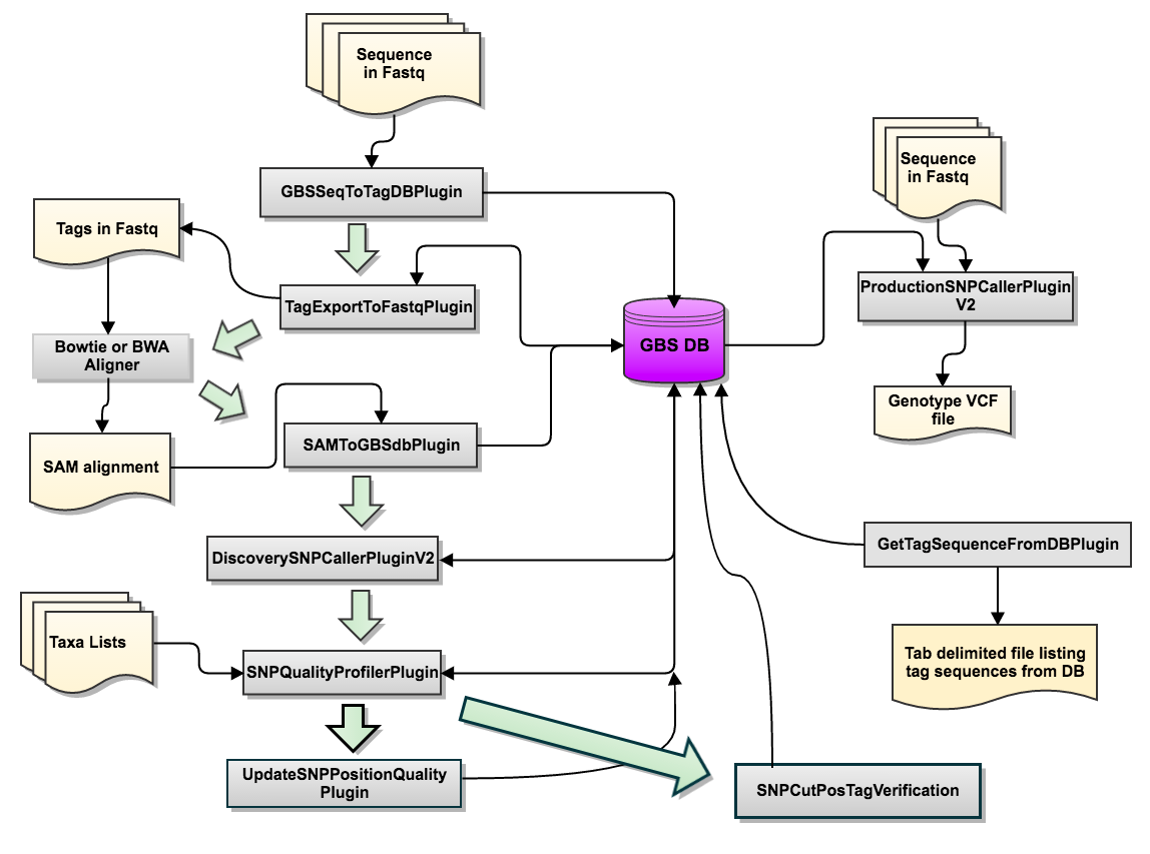 Sequence
in Fastq
Sequence
in Fastq
GBSSeqToTagDBPlugin
Tags in Fastq
TagExportToFastqPlugin
ProductionSNPCallerPlugin
V2
GBS DB
Bowtie or BWA
Aligner
Genotype VCF
file
SAMToGBSdbPlugin
SAM alignment
DiscoverySNPCallerPluginV2
GetTagSequenceFromDBPlugin
Taxa Lists
SNPQualityProfilerPlugin
Tab delimited file listing
tag sequences from DB
UpdateSNPPositionQuality
Plugin
SNPCutPosTagVerification